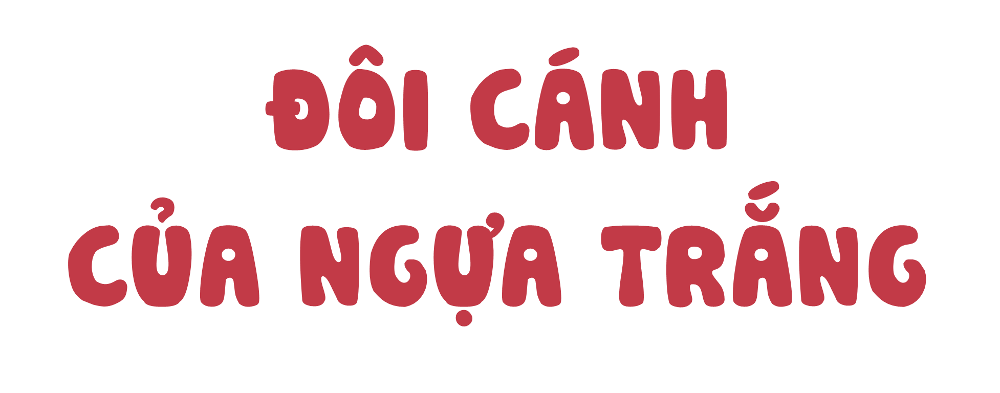 ĐÔI CÁNH
CỦA NGỰA TRẮNG